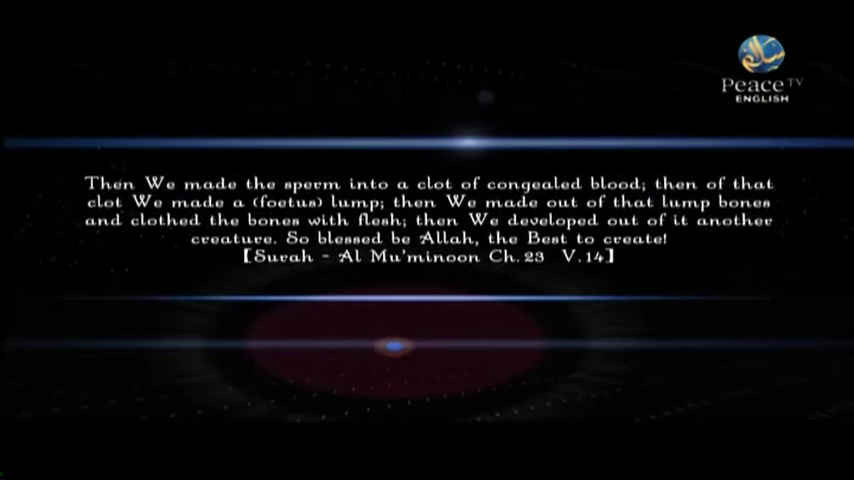 سلام
Peace TV
ENGLISH
Then We made the sperm into a clot of congealed blood; then of that
clot We made a (foetus) lump; then We made out of that lump bones
and clothed the bones with flesh; then We developed out of it another
creature. So blessed be Allah, the Best to create!
[Surah - Al Mu'minoon Ch.23 V.14]